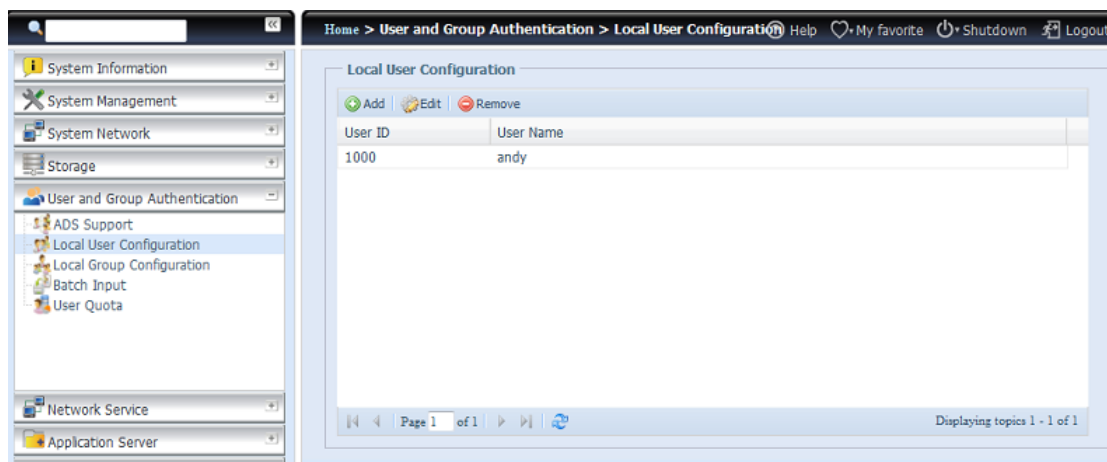 Home > User and Group Authentication > Local User Configuration Help My favorite Shutdown Logout
System Information
System Management
System Network
Storage
User and Group Authentication
ADS Support
Local User Configuration
Local Group Configuration
Batch Input
User Quota
Network Service
Application Server
Local User Configuration
Add Edit Remove
User ID User Name
1000 andy
Page 1 of 1 Displaying topics 1 - 1 of 1